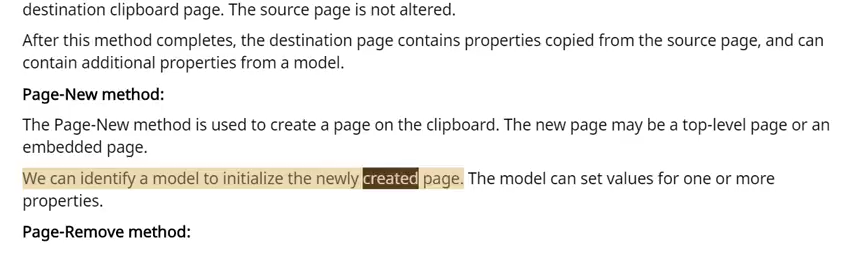 destination clipboard page. The source page is not altered.
After this method completes, the destination page contains properties copied from the source page, and can
contain additional properties from a model.
Page-New method:
The Page-New method is used to create a page on the clipboard. The new page may be a top-level page or an
embedded page.
We can identify a model to initialize the newly created page. The model can set values for one or more
properties.
Page-Remove method: